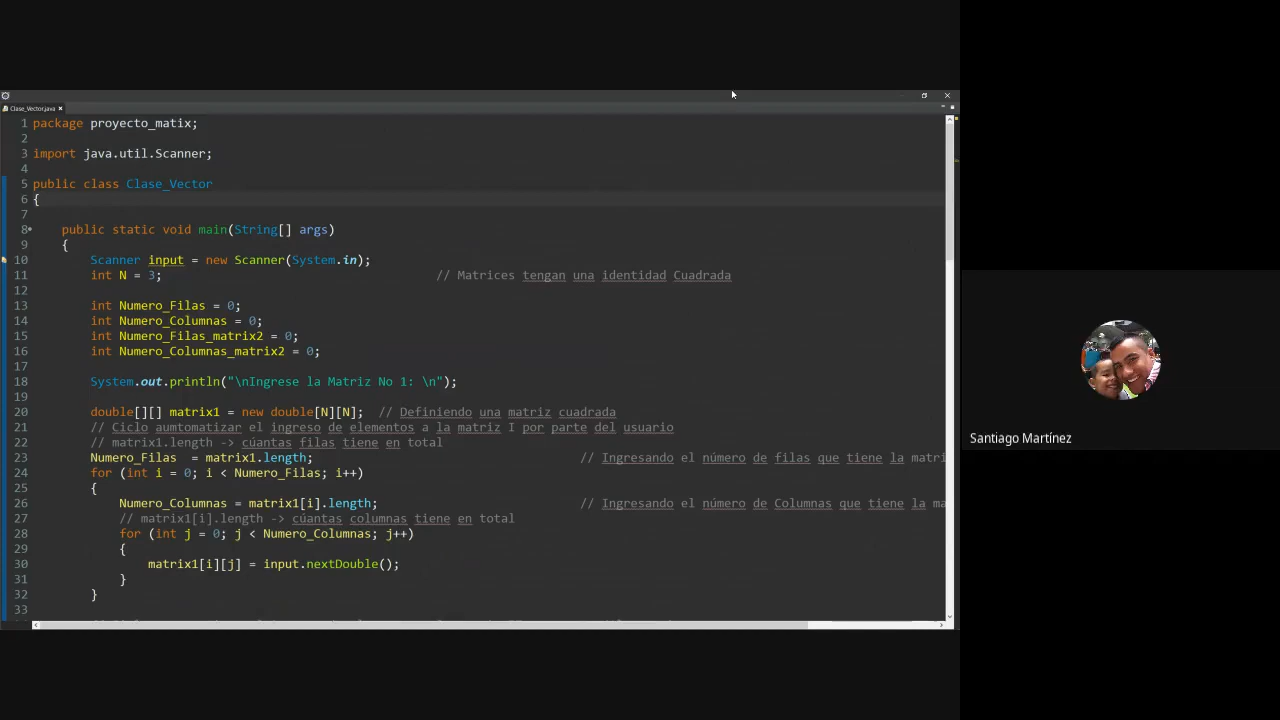 Clase_Vector.java
1 package proyecto_matix;
2
3 import java.util.Scanner;
4
5 public class Clase_Vector
6 {
7
8 public static void main(String[] args)
9 {
10 Scanner input = new Scanner(System.in);
11 int N = 3; // Matrices tengan una identidad Cuadrada
12
13 int Numero_Filas = 0;
14 int Numero_Columnas = 0;
15 int Numero_Filas_matrix2 = 0;
16 int Numero_Columnas_matrix2 = 0;
17
18 System.out.println("\nIngrese la Matriz No 1: \n");
19
20 double[][] matrix1 = new double[N][N]; // Definiendo una matriz cuadrada
21 // Ciclo aumtomatizar el ingreso de elementos a la matriz I por parte del usuario
22 // matrix1.length -> cúantas filas tiene en total
23 Numero_Filas = matrix1.length; // Ingresando el número de filas que tiene la matri
24 for (int i = 0; i < Numero_Filas; i++)
25 {
26 Numero_Columnas = matrix1[i].length; // Ingresando el número de Columnas que tiene la ma
27 // matrix1[i].length -> cúantas columnas tiene en total
28 for (int j = 0; j < Numero_Columnas; j++)
29 {
30 matrix1[i][j] = input.nextDouble();
31 }
32 }
33
Santiago Martínez